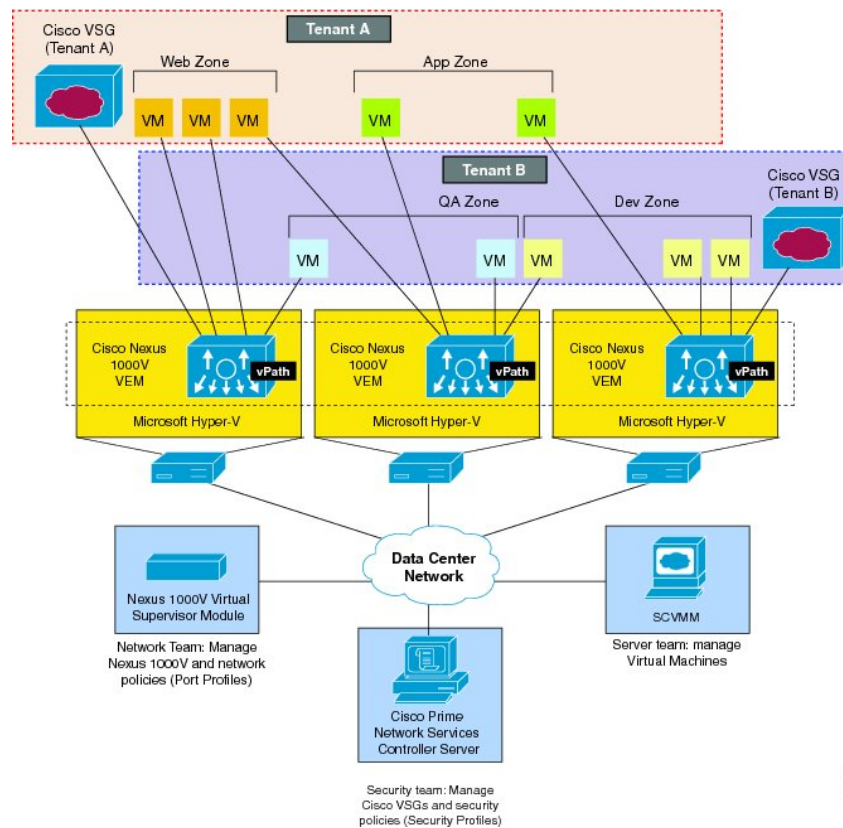 Tenant A
Cisco VSG
(Tenant A)
Web Zone
App Zone
VM
VM
VM
VM
VM
Tenant B
Cisco VSG
(Tenant B)
QA Zone
Dev Zone
VM
VM
VM
VM
VM
Cisco Nexus
1000V
VEM
vPath
Microsoft Hyper-V
Cisco Nexus
1000V
VEM
vPath
Microsoft Hyper-V
Cisco Nexus
1000V
VEM
vPath
Microsoft Hyper-V
Data Center
Network
Nexus 1000V Virtual
Supervisor Module
Network Team: Manage
Nexus 1000V and network
policies (Port Profiles)
SCVMM
Server team: manage
Virtual Machines
Cisco Prime
Network Services
Controller Server
Security team: Manage
Cisco VSGs and security
policies (Security Profiles)